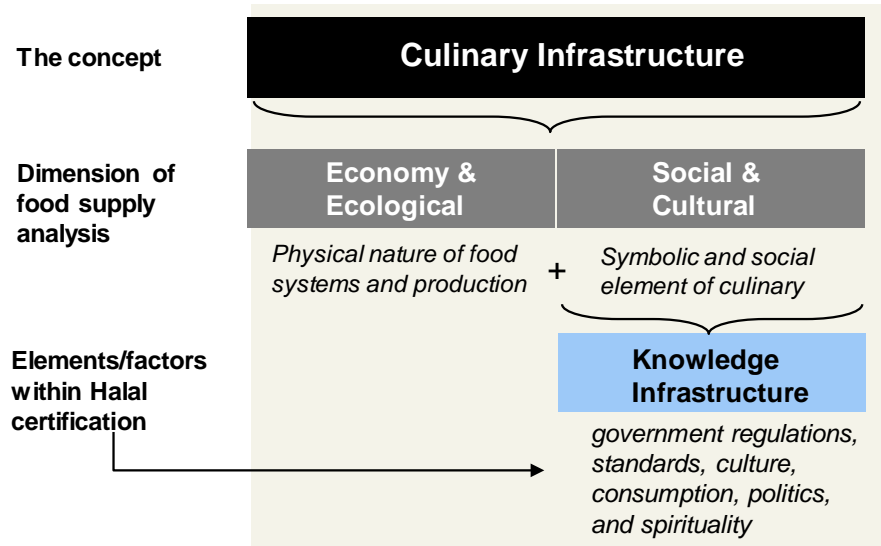 The concept
Culinary Infrastructure
Dimension of
food supply
analysis
Economy &
Ecological
Social &
Cultural
Physical nature of food
systems and production
+
Symbolic and social
element of culinary
Elements/factors
within Halal
certification
Knowledge
Infrastructure
government regulations,
standards, culture,
consumption, politics,
and spirituality